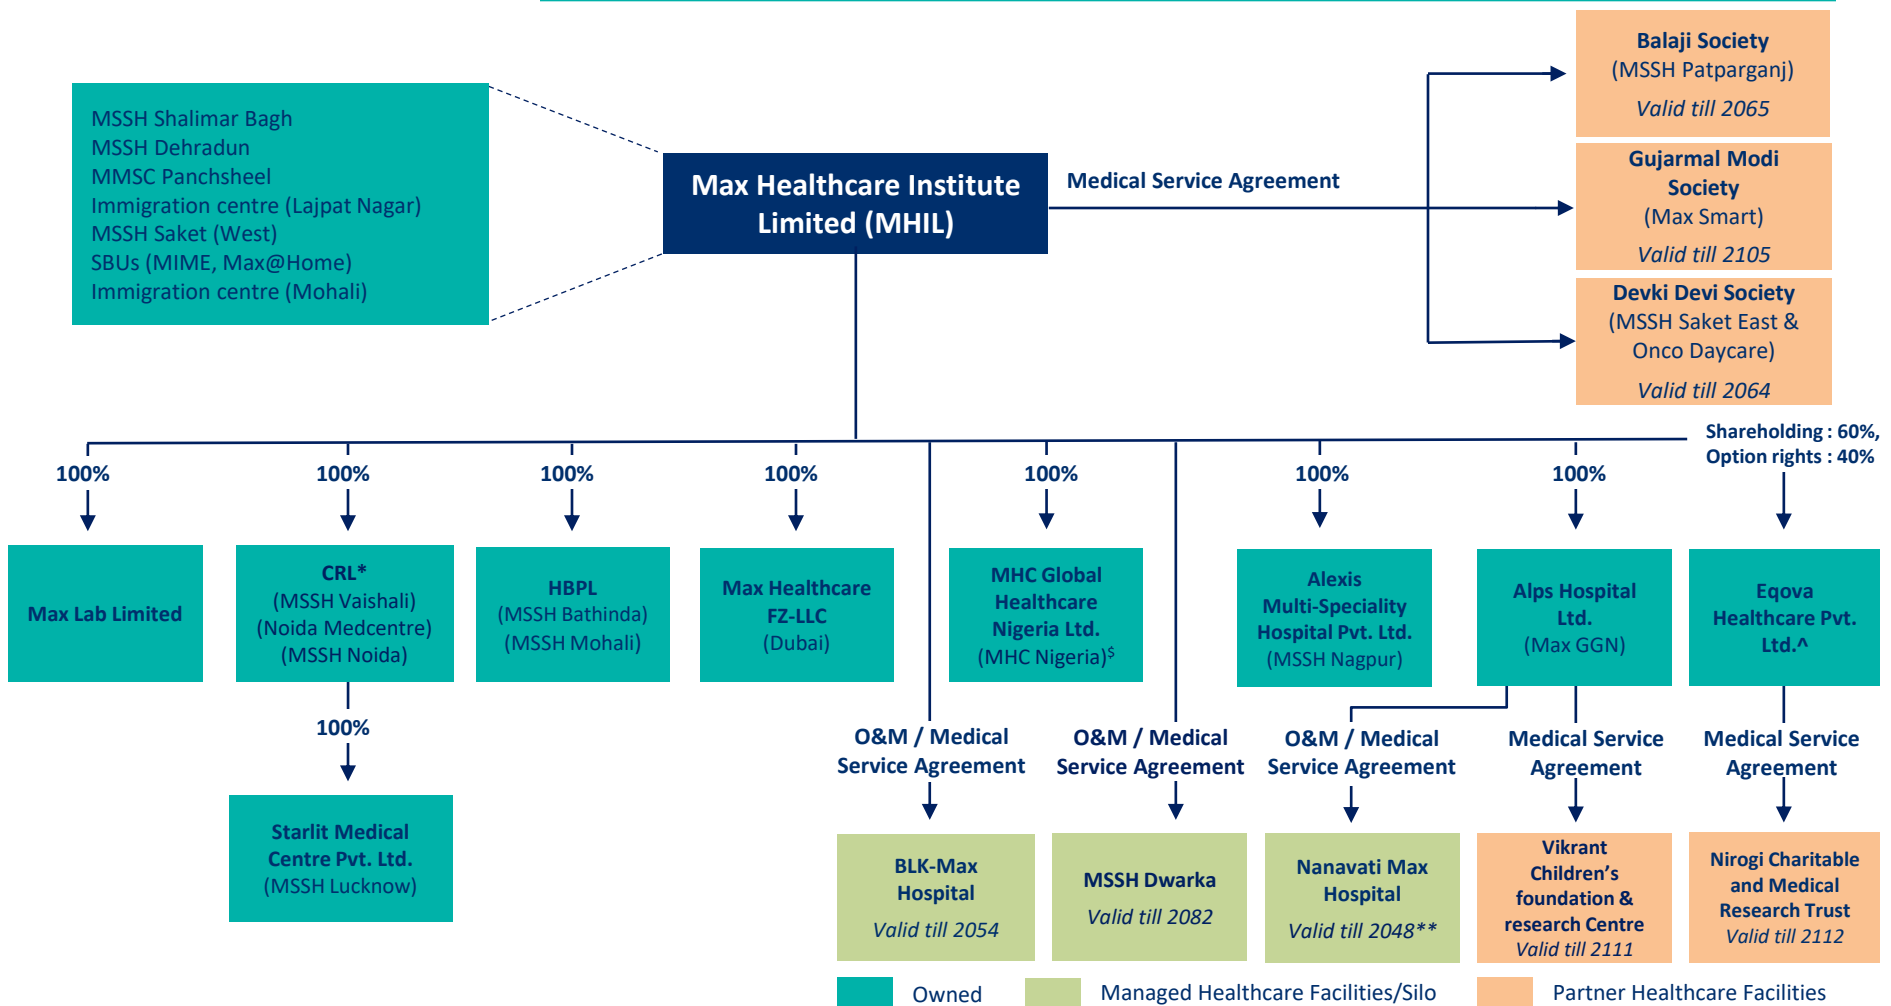 Balaji Society
(MSSH Patparganj)
Valid till 2065
MSSH Shalimar Bagh
MSSH Dehradun
MMSC Panchsheel
Immigration centre (Lajpat Nagar)
MSSH Saket (West)
SBUs (MIME, Max@Home)
Immigration centre (Mohali)
Max Healthcare Institute
Limited (MHIL)
Medical Service Agreement
Gujarmal Modi
Society
(Max Smart)
Valid till 2105
Devki Devi Society
(MSSH Saket East &
Onco Daycare)
Valid till 2064
Shareholding : 60%,
Option rights : 40%
100%
100%
100%
100%
100%
100%
100%
Max Lab Limited
CRL*
(MSSH Vaishali)
(Noida Medcentre)
(MSSH Noida)
HBPL
(MSSH Bathinda)
(MSSH Mohali)
Max Healthcare
FZ-LLC
(Dubai)
MHC Global
Healthcare
Nigeria Ltd.
(MHC Nigeria)$
Alexis
Multi-Speciality
Hospital Pvt. Ltd.
(MSSH Nagpur)
Alps Hospital
Ltd.
(Max GGN)
Eqova
Healthcare Pvt.
Ltd.^
100%
O&M / Medical
Service Agreement
O&M / Medical
Service Agreement
O&M / Medical
Service Agreement
Medical Service
Agreement
Medical Service
Agreement
Starlit Medical
Centre Pvt. Ltd.
(MSSH Lucknow)
BLK-Max
Hospital
Valid till 2054
MSSH Dwarka
Valid till 2082
Nanavati Max
Hospital
Valid till 2048**
Vikrant
Children's
foundation &
research Centre
Valid till 2111
Nirogi Charitable
and Medical
Research Trust
Valid till 2112
Owned
Managed Healthcare Facilities/Silo
Partner Healthcare Facilities